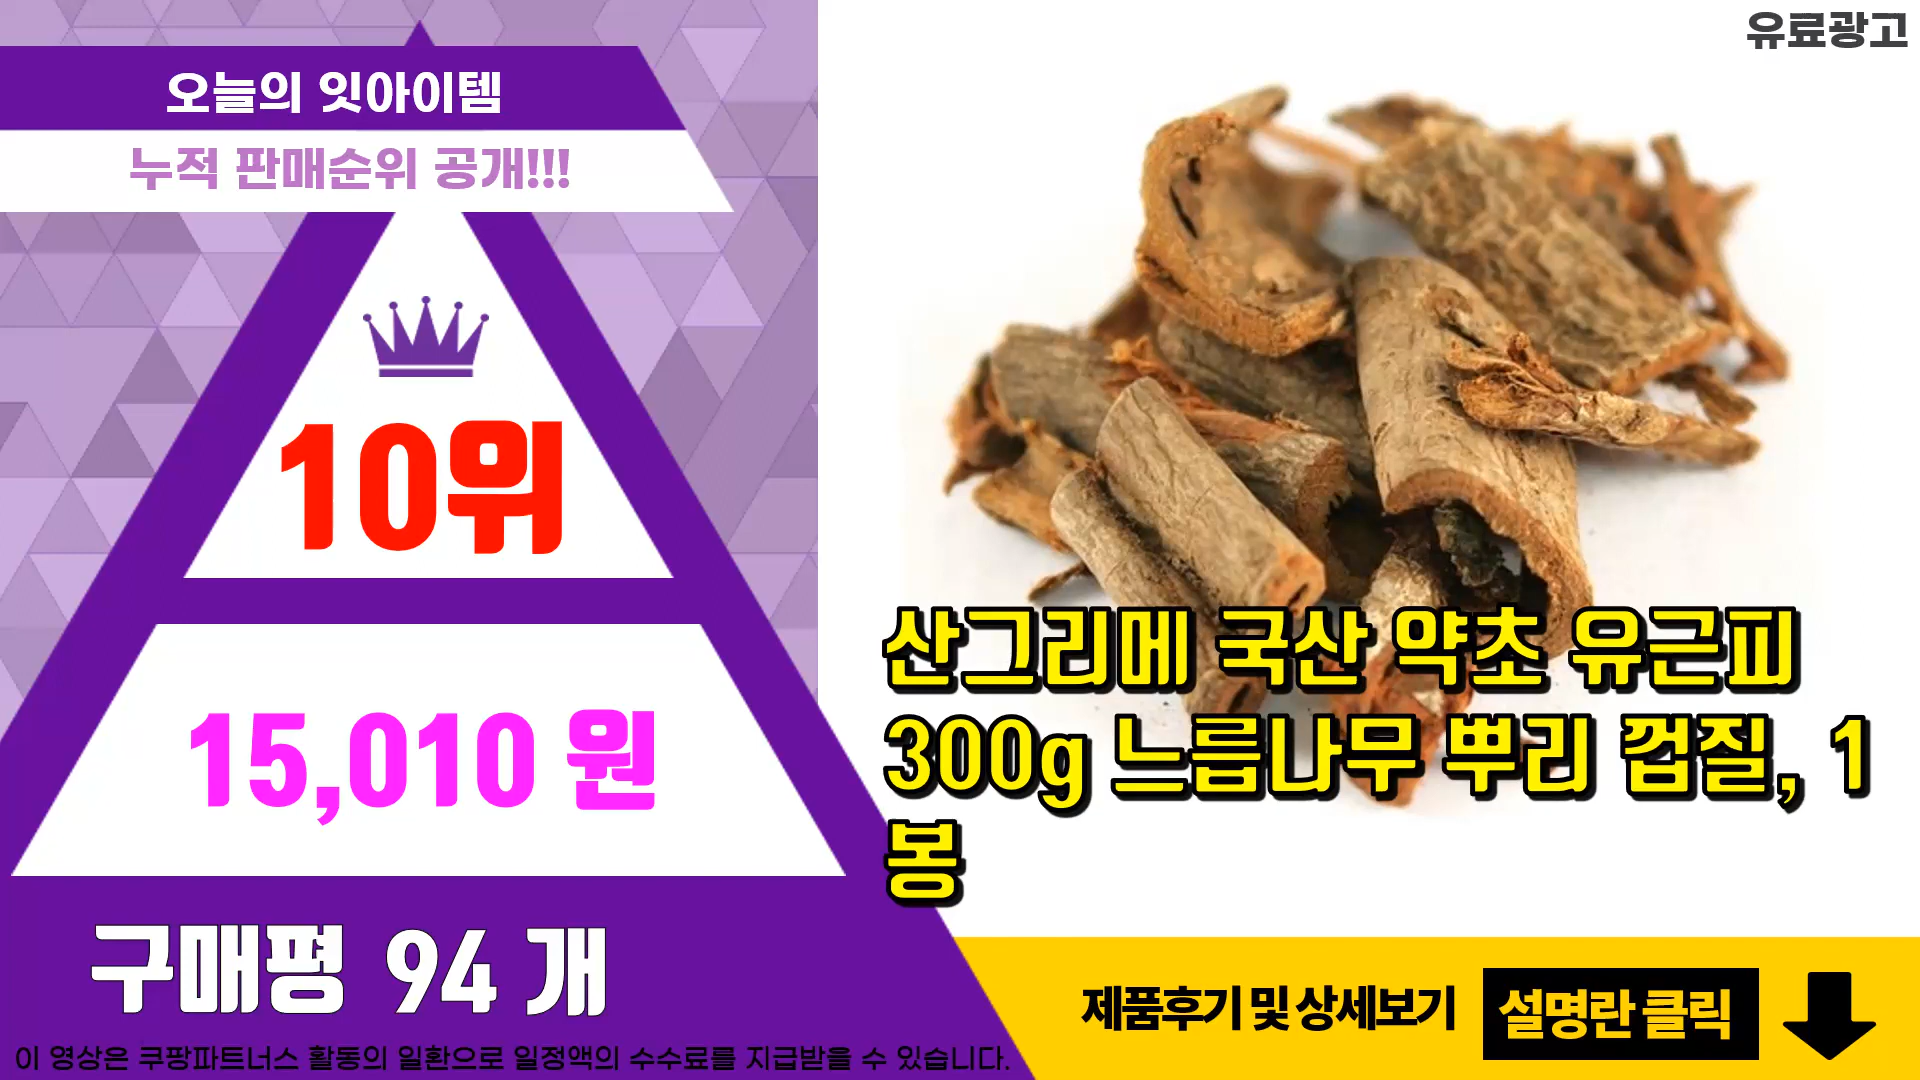 유료광고
오늘의 잇아이템
누적 판매순위 공개!!!
10위
15,010 원
구매평 94 개
산그리메 국산 약초 유근피
300g 느릅나무 뿌리 껍질, 1
봉
제품후기 및 상세보기 설명란 클릭
이 영상은 쿠팡파트너스 활동의 일환으로 일정액의 수수료를 지급받을 수 있습니다.